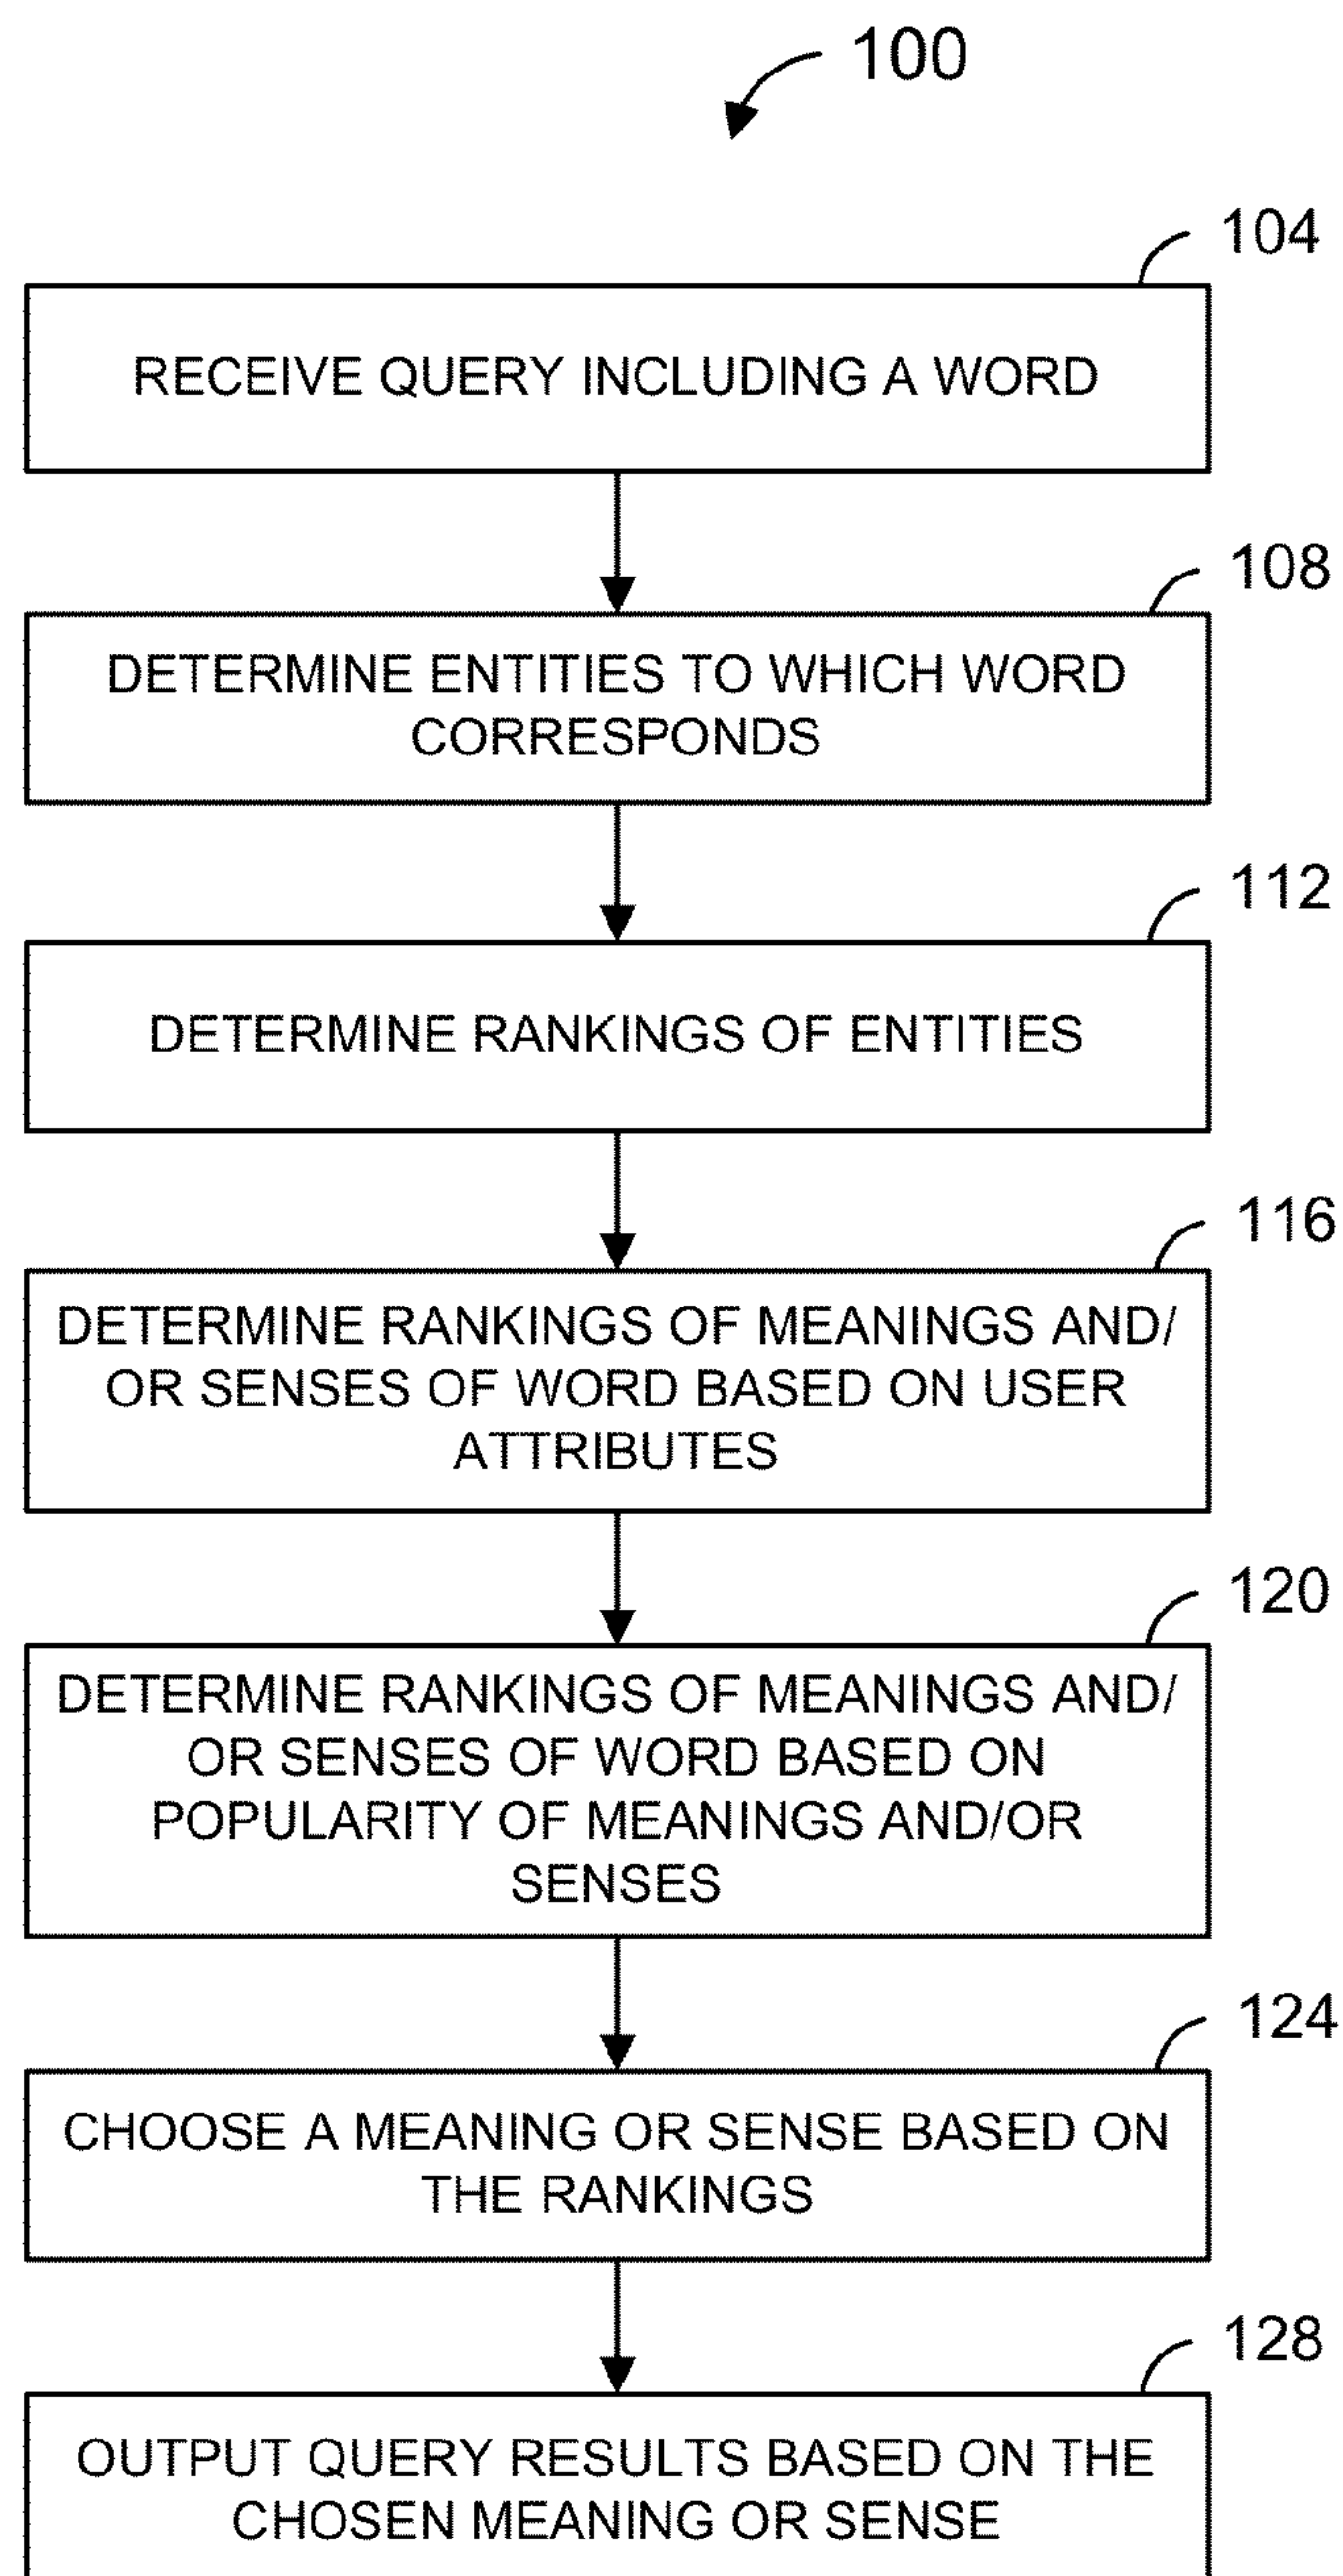 100
104
RECEIVE QUERY INCLUDING A WORD
108
DETERMINE ENTITIES TO WHICH WORD
CORRESPONDS
112
DETERMINE RANKINGS OF ENTITIES
116
DETERMINE RANKINGS OF MEANINGS AND/
OR SENSES OF WORD BASED ON USER
ATTRIBUTES
120
DETERMINE RANKINGS OF MEANINGS AND/
OR SENSES OF WORD BASED ON
POPULARITY OF MEANINGS AND/OR
SENSES
124
CHOOSE A MEANING OR SENSE BASED ON
THE RANKINGS
128
OUTPUT QUERY RESULTS BASED ON THE
CHOSEN MEANING OR SENSE